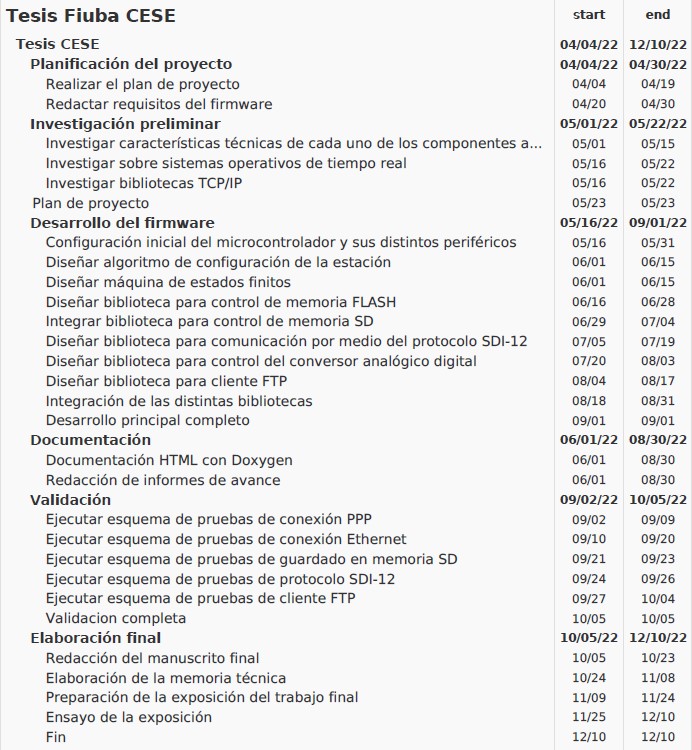 Tesis Fiuba CESE start end
Tesis CESE 04/04/22 12/10/22
Planificación del proyecto 04/04/22 04/30/22
Realizar el plan de proyecto 04/04 04/19
Redactar requisitos del firmware 04/20 04/30
Investigación preliminar 05/01/22 05/22/22
Investigar características técnicas de cada uno de los componentes a... 05/01 05/15
Investigar sobre sistemas operativos de tiempo real 05/16 05/22
Investigar bibliotecas TCP/IP 05/16 05/22
Plan de proyecto 05/23 05/23
Desarrollo del firmware 05/16/22 09/01/22
Configuración inicial del microcontrolador y sus distintos periféricos 05/16 05/31
Diseñar algoritmo de configuración de la estación 06/01 06/15
Diseñar máquina de estados finitos 06/01 06/15
Diseñar biblioteca para control de memoria FLASH 06/16 06/28
Integrar biblioteca para control de memoria SD 06/29 07/04
Diseñar biblioteca para comunicación por medio del protocolo SDI-12 07/05 07/19
Diseñar biblioteca para control del conversor analógico digital 07/20 08/03
Diseñar biblioteca para cliente FTP 08/04 08/17
Integración de las distintas bibliotecas 08/18 08/31
Desarrollo principal completo 09/01 09/01
Documentación 06/01/22 08/30/22
Documentación HTML con Doxygen 06/01 08/30
Redacción de informes de avance 06/01 08/30
Validación 09/02/22 10/05/22
Ejecutar esquema de pruebas de conexión PPP 09/02 09/09
Ejecutar esquema de pruebas de conexión Ethernet 09/10 09/20
Ejecutar esquema de pruebas de guardado en memoria SD 09/21 09/23
Ejecutar esquema de pruebas de protocolo SDI-12 09/24 09/26
Ejecutar esquema de pruebas de cliente FTP 09/27 10/04
Validacion completa 10/05 10/05
Elaboración final 10/05/22 12/10/22
Redacción del manuscrito final 10/05 10/23
Elaboración de la memoria técnica 10/24 11/08
Preparación de la exposición del trabajo final 11/09 11/24
Ensayo de la exposición 11/25 12/10
Fin 12/10 12/10